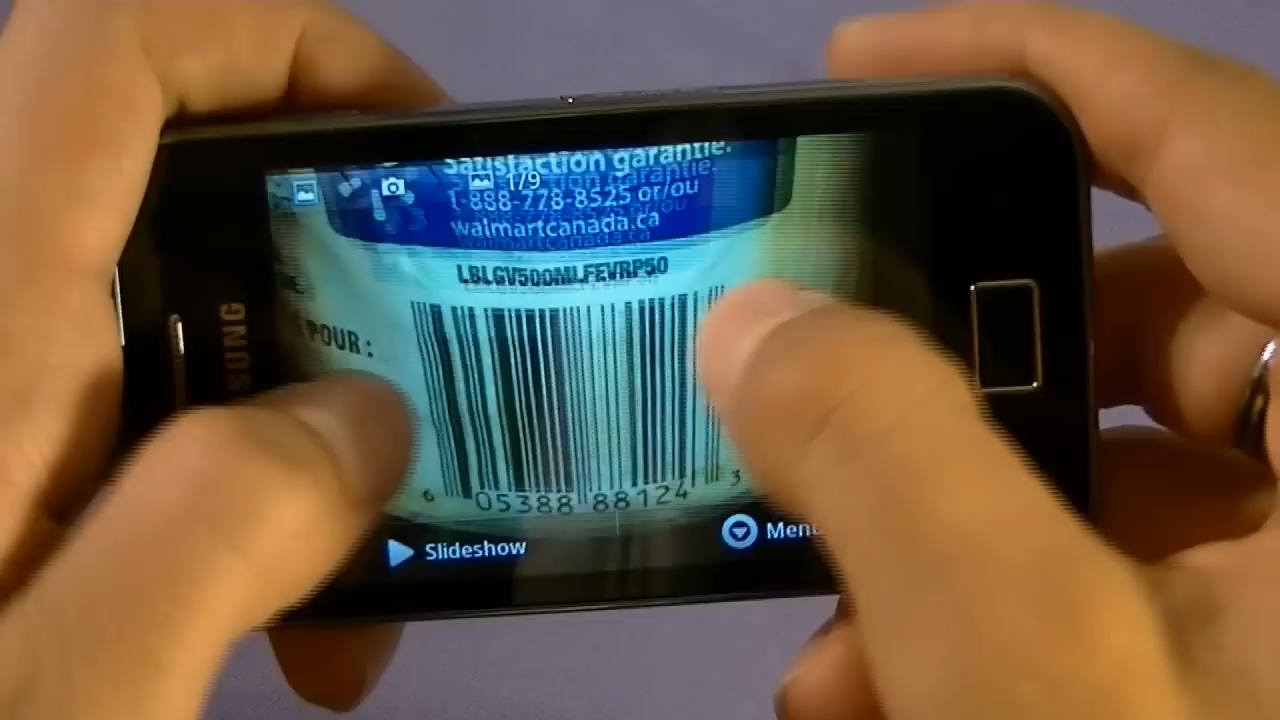 Satisfaction garantie.
1/9
1-888-778-8525 or/ou
walmartcanada.ca
LBLGV500MLFEVRP50
POUR :
6 05388 88124 3
Slideshow
Menu
SUNG